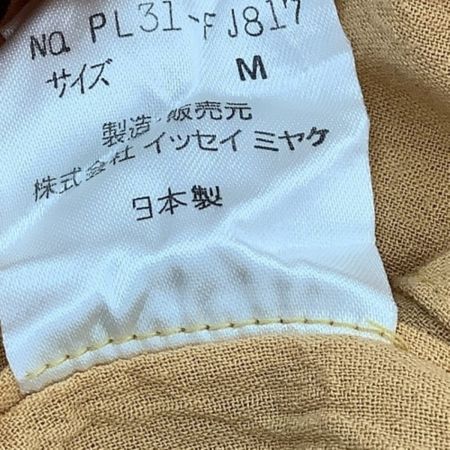 No. PL31-FJ817
サイズ M
製造・販売元
株式会社 イッセイ ミヤケ
日本製